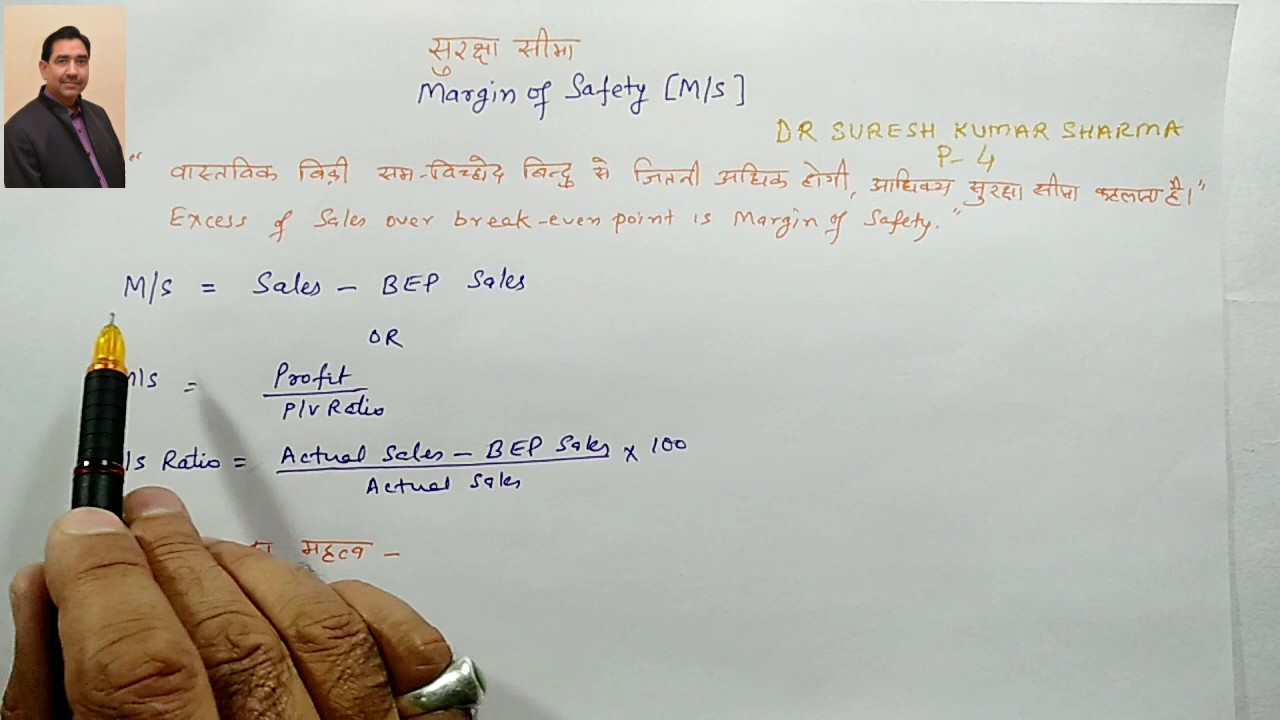 सुरक्षा सीमा
Margin of Safety [M/S]
DR SURESH KUMAR SHARMA
P-4
"वास्तविक बिक्री सम-विच्छेद बिन्दु से जितनी अधिक होगी, आधिक्य सुरक्षा सीमा कहलाता है।"
Excess of Sales over break-even point is Margin of Safety."
M/S = Sales - BEP Sales
OR
M/S = Profit
P/V Ratio
/S Ratio = Actual Sales - BEP Sales × 100
Actual Sales
महत्व -